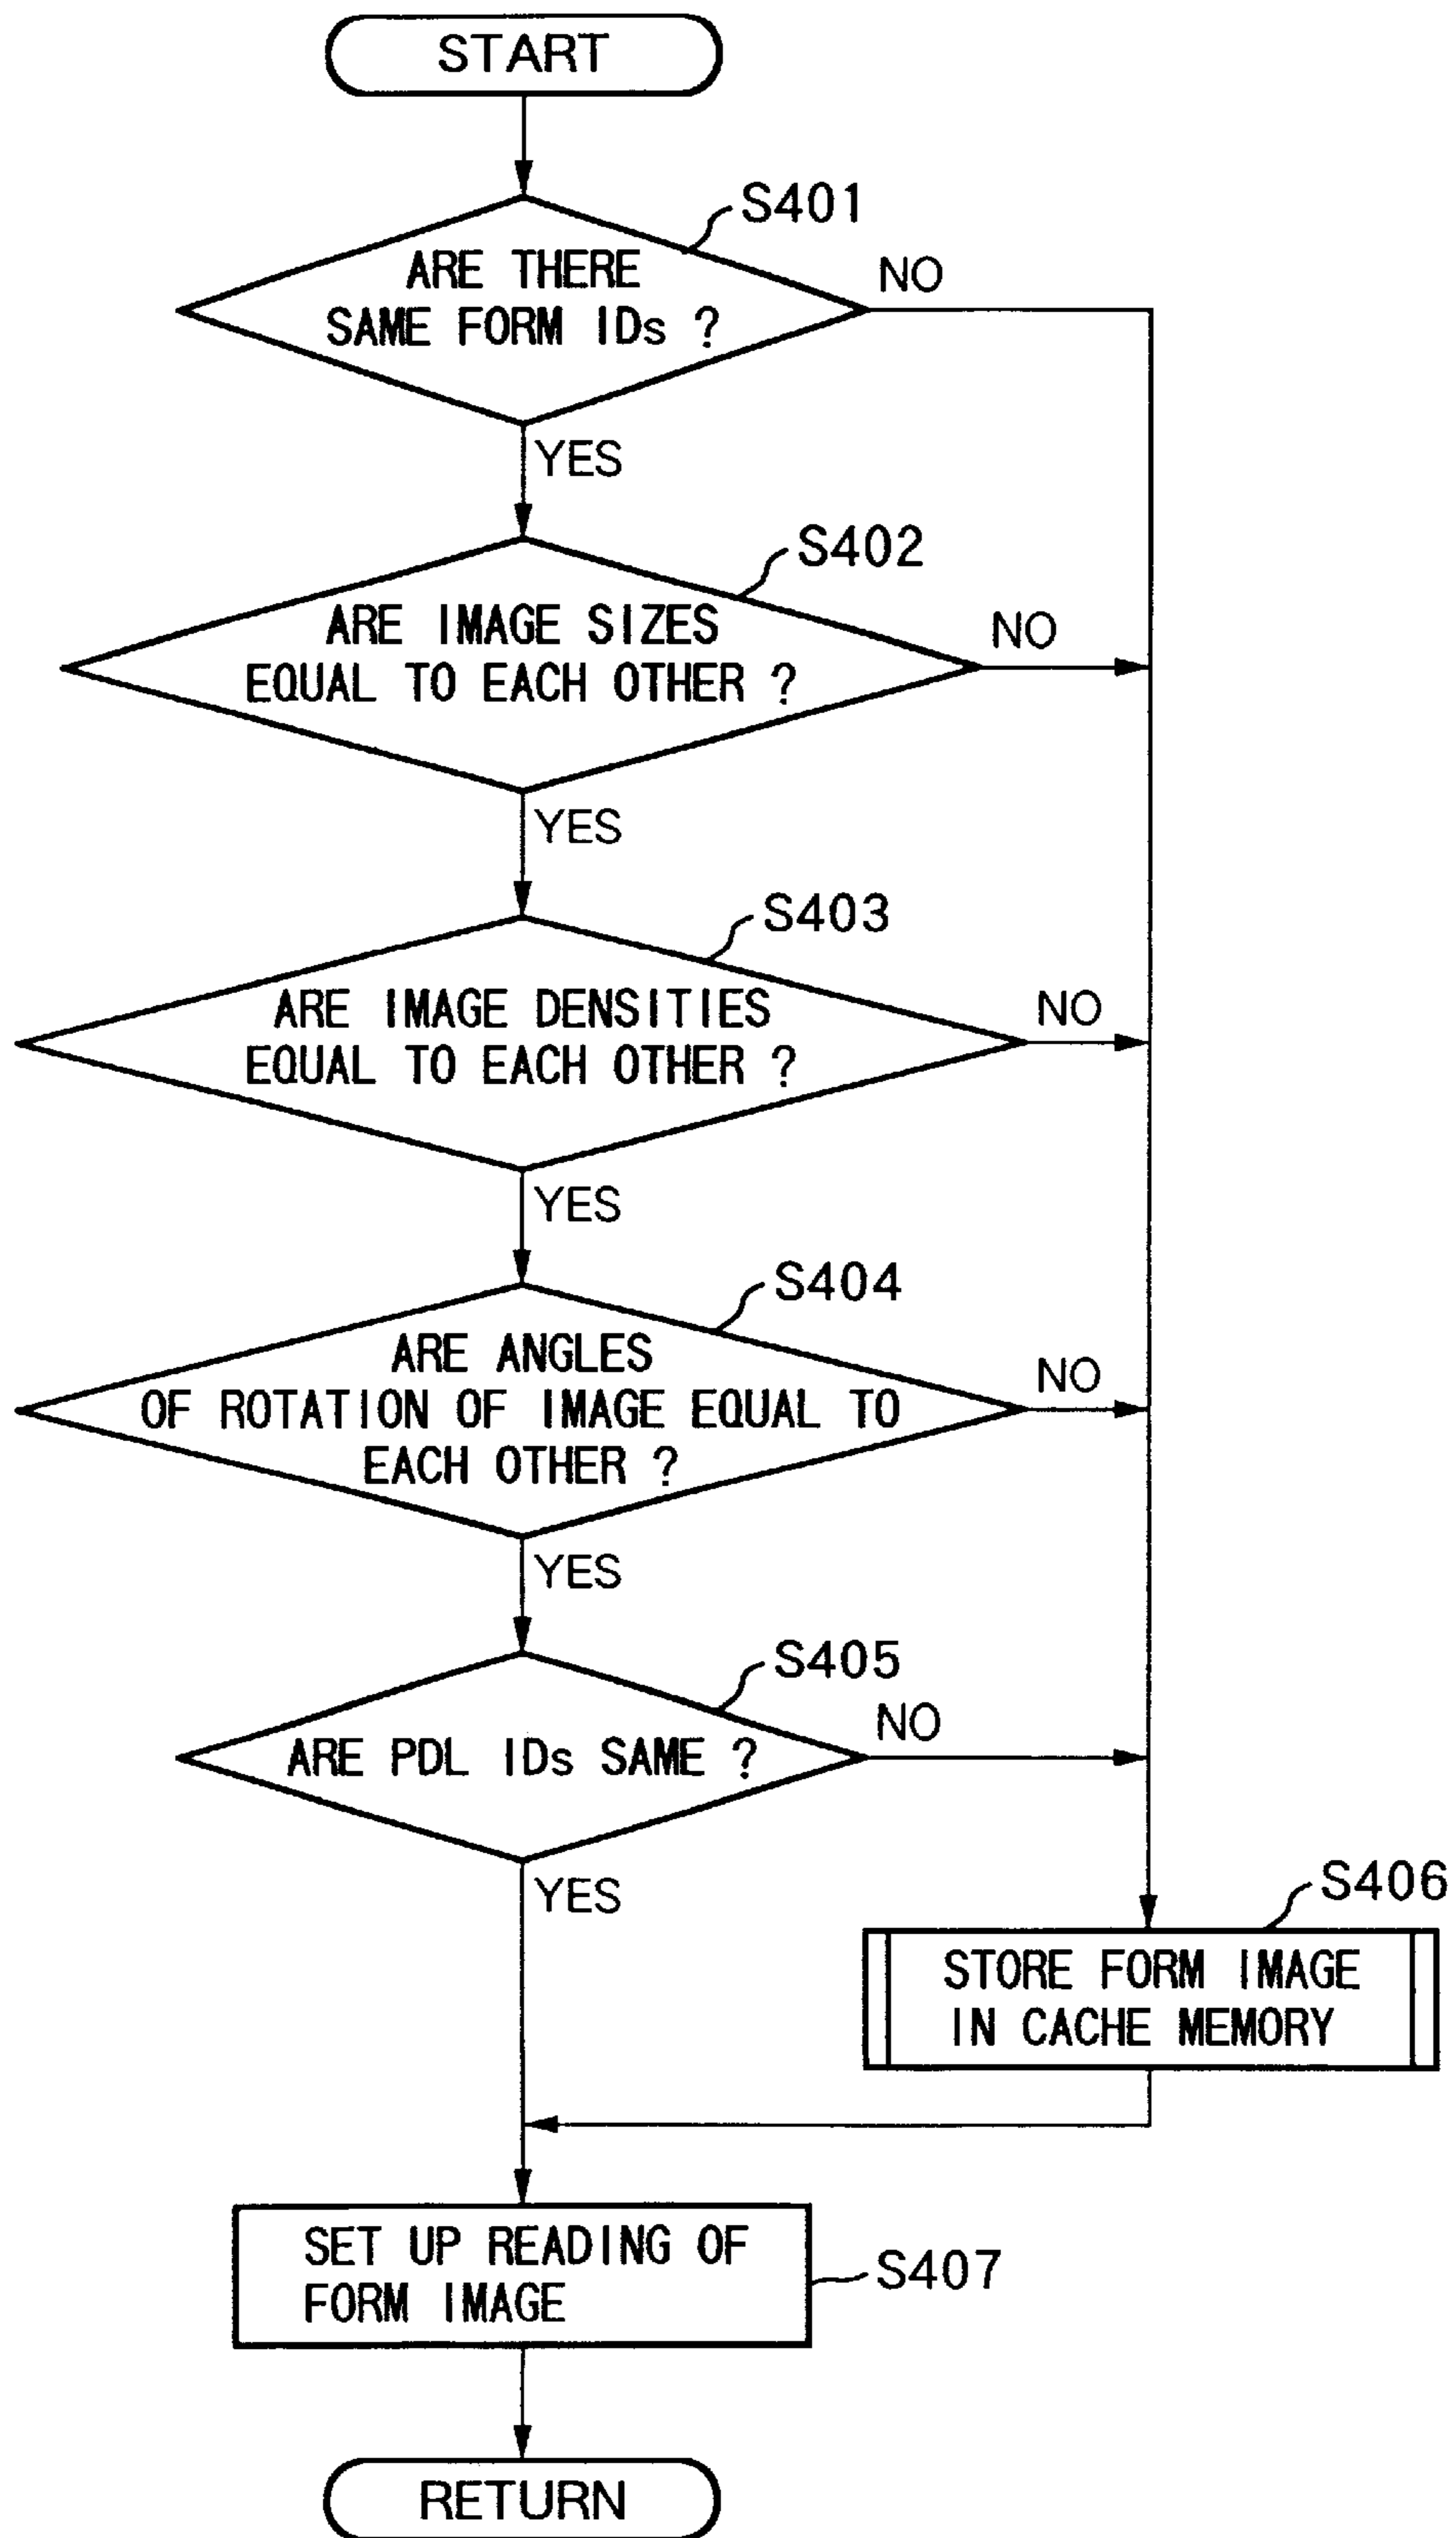 START
S401
ARE THERE
SAME FORM IDs ?
NO
YES
S402
ARE IMAGE SIZES
EQUAL TO EACH OTHER ?
NO
YES
S403
ARE IMAGE DENSITIES
EQUAL TO EACH OTHER ?
NO
YES
S404
ARE ANGLES
OF ROTATION OF IMAGE EQUAL TO
EACH OTHER ?
NO
YES
S405
ARE PDL IDs SAME ?
NO
YES
S406
STORE FORM IMAGE
IN CACHE MEMORY
SET UP READING OF
FORM IMAGE
S407
RETURN